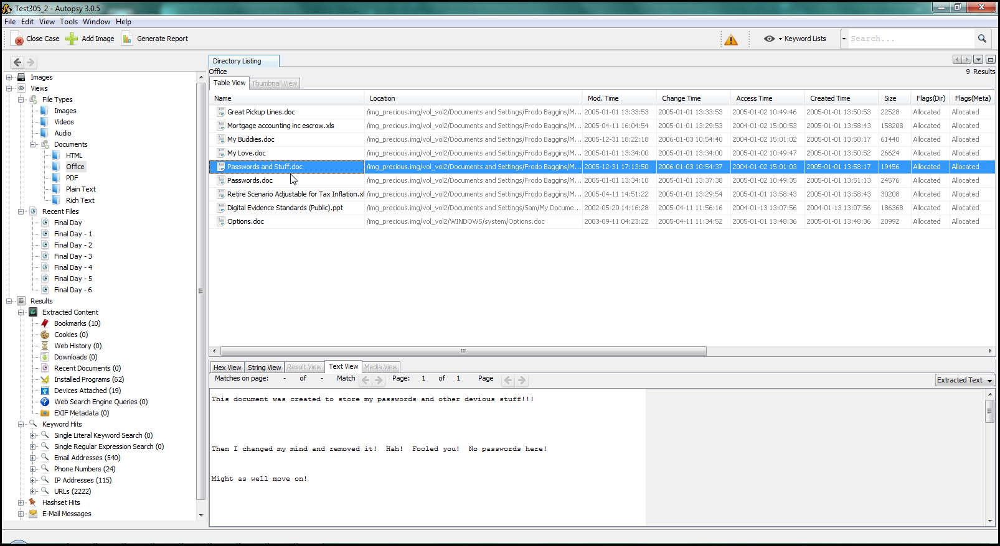 Test305_2 - Autopsy 3.0.5
File Edit View Tools Window Help
Close Case Add Image Generate Report Keyword Lists Search...
Directory Listing
Office
9 Results
Table View Thumbnail View
Name Location Mod. Time Change Time Access Time Created Time Size Flags(Dir) Flags(Meta)
Great Pickup Lines.doc /img_precious.img/vol_vol2/Documents and Settings/Frodo Baggins/M... 2005-01-01 13:33:53 2005-01-01 13:33:53 2005-01-02 10:49:46 2005-01-01 13:50:53 22528 Allocated Allocated
Mortgage accounting inc escrow.xls /img_precious.img/vol_vol2/Documents and Settings/Frodo Baggins/M... 2005-04-11 16:04:54 2005-01-01 13:29:53 2004-01-02 15:00:53 2005-01-01 13:58:43 158208 Allocated Allocated
My Buddies.doc /img_precious.img/vol_vol2/Documents and Settings/Frodo Baggins/M... 2005-12-31 18:22:18 2006-01-03 10:54:40 2004-01-02 15:01:02 2005-01-01 13:58:17 61440 Allocated Allocated
My Love.doc /img_precious.img/vol_vol2/Documents and Settings/Frodo Baggins/M... 2005-01-01 13:34:00 2005-01-01 13:34:00 2005-01-02 10:49:47 2005-01-01 13:50:52 26624 Allocated Allocated
Passwords and Stuff.doc /img_precious.img/vol_vol2/Documents and Settings/Frodo Baggins/M... 2005-12-31 17:13:50 2006-01-03 10:54:37 2004-01-02 15:01:03 2005-01-01 13:58:17 19456 Allocated Allocated
Passwords.doc /img_precious.img/vol_vol2/Documents and Settings/Frodo Baggins/M... 2005-01-01 13:34:10 2005-01-01 13:37:38 2005-01-02 10:49:35 2005-01-01 13:51:13 24576 Allocated Allocated
Retire Scenario Adjustable for Tax Inflation.xl /img_precious.img/vol_vol2/Documents and Settings/Frodo Baggins/M... 2005-04-11 14:51:22 2005-01-01 13:29:54 2004-01-02 15:00:53 2005-01-01 13:58:43 30208 Allocated Allocated
Digital Evidence Standards (Public).ppt /img_precious.img/vol_vol2/Documents and Settings/Sam/My Docume... 2002-05-20 14:16:28 2005-04-11 11:56:16 2004-01-13 13:07:56 2004-01-13 13:07:56 186368 Allocated Allocated
Options.doc /img_precious.img/vol_vol2/WINDOWS/system/Options.doc 2003-09-11 04:23:22 2005-04-11 11:34:52 2005-01-01 13:48:36 2005-01-01 13:48:36 20992 Allocated Allocated
Images
Views
File Types
Images
Videos
Audio
Documents
HTML
Office
PDF
Plain Text
Rich Text
Recent Files
Final Day
Final Day - 1
Final Day - 2
Final Day - 3
Final Day - 4
Final Day - 5
Final Day - 6
Results
Extracted Content
Bookmarks (10)
Cookies (0)
Web History (0)
Downloads (0)
Recent Documents (0)
Installed Programs (62)
Devices Attached (19)
Web Search Engine Queries (0)
EXIF Metadata (0)
Keyword Hits
Single Literal Keyword Search (0)
Single Regular Expression Search (0)
Email Addresses (540)
Phone Numbers (24)
IP Addresses (115)
URLs (2222)
Hashset Hits
E-Mail Messages
Hex View String View Result View Text View Media View
Matches on page: - of - Match Page: 1 of 1 Page Extracted Text
This document was created to store my passwords and other devious stuff!!!
Then I changed my mind and removed it! Hah! Fooled you! No passwords here!
Might as well move on!